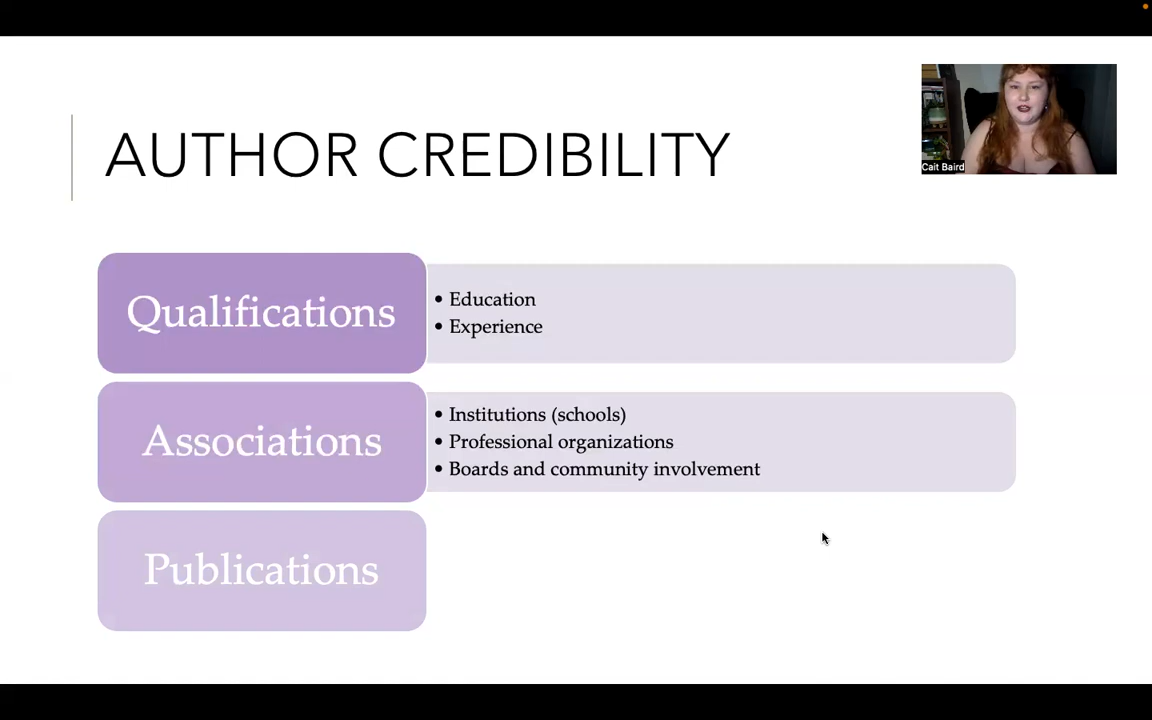 AUTHOR CREDIBILITY
Cait Baird
Qualifications
• Education
• Experience
Associations
• Institutions (schools)
• Professional organizations
• Boards and community involvement
Publications